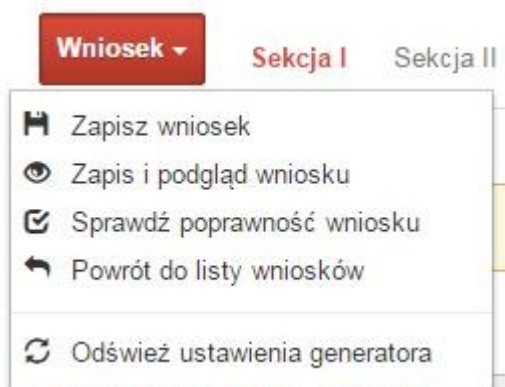 Wniosek Sekcja I Sekcja II
Zapisz wniosek
Zapis i podgląd wniosku
Sprawdź poprawność wniosku
Powrót do listy wniosków
Odśwież ustawienia generatora